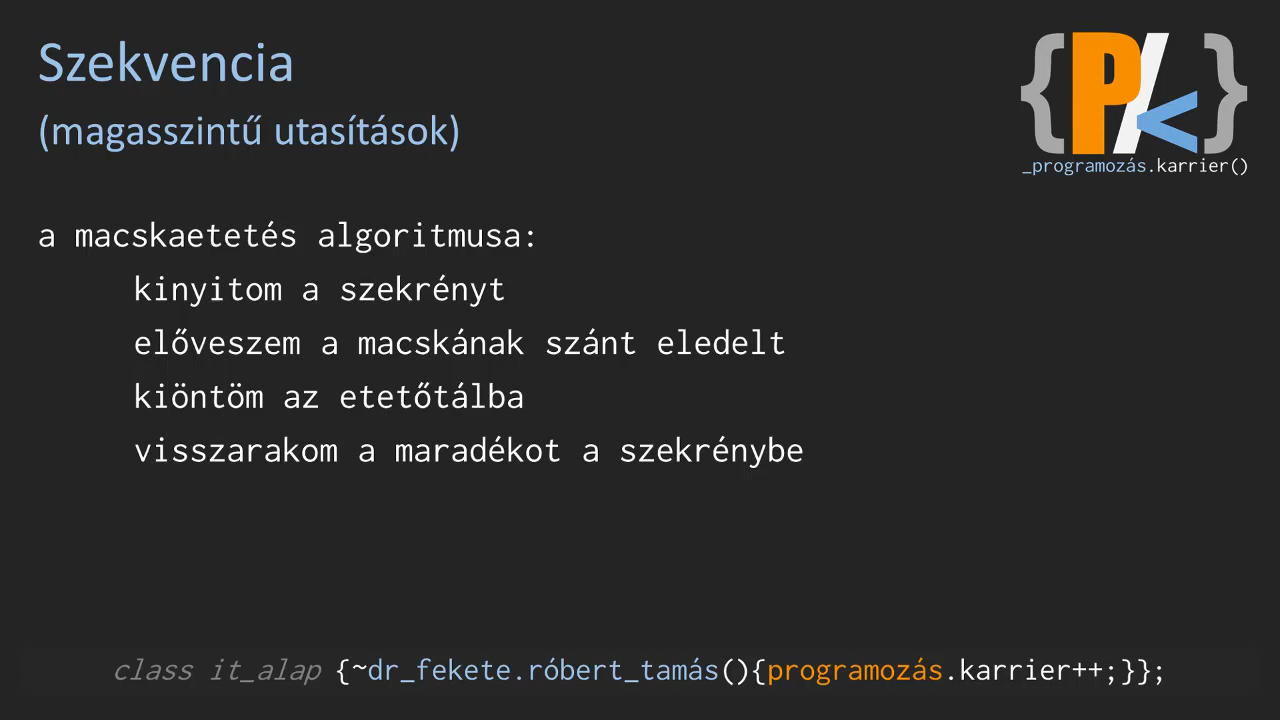 Szekvencia
(magasszintű utasítások)
{P/<}
_programozás.karrier()
a macskaetetés algoritmusa:
kinyitom a szekrényt
előveszem a macskának szánt eledelt
kiöntöm az etetőtálba
visszarakom a maradékot a szekrénybe
class it_alap {~dr_fekete.róbert_tamás(){programozás.karrier++;}};